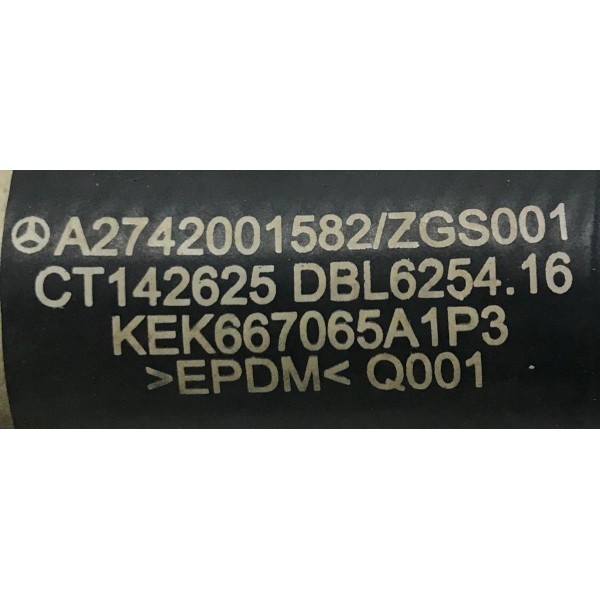 A2742001582/ZGS001
CT142625 DBL6254.16
KEK667065A1P3
>EPDM< Q001